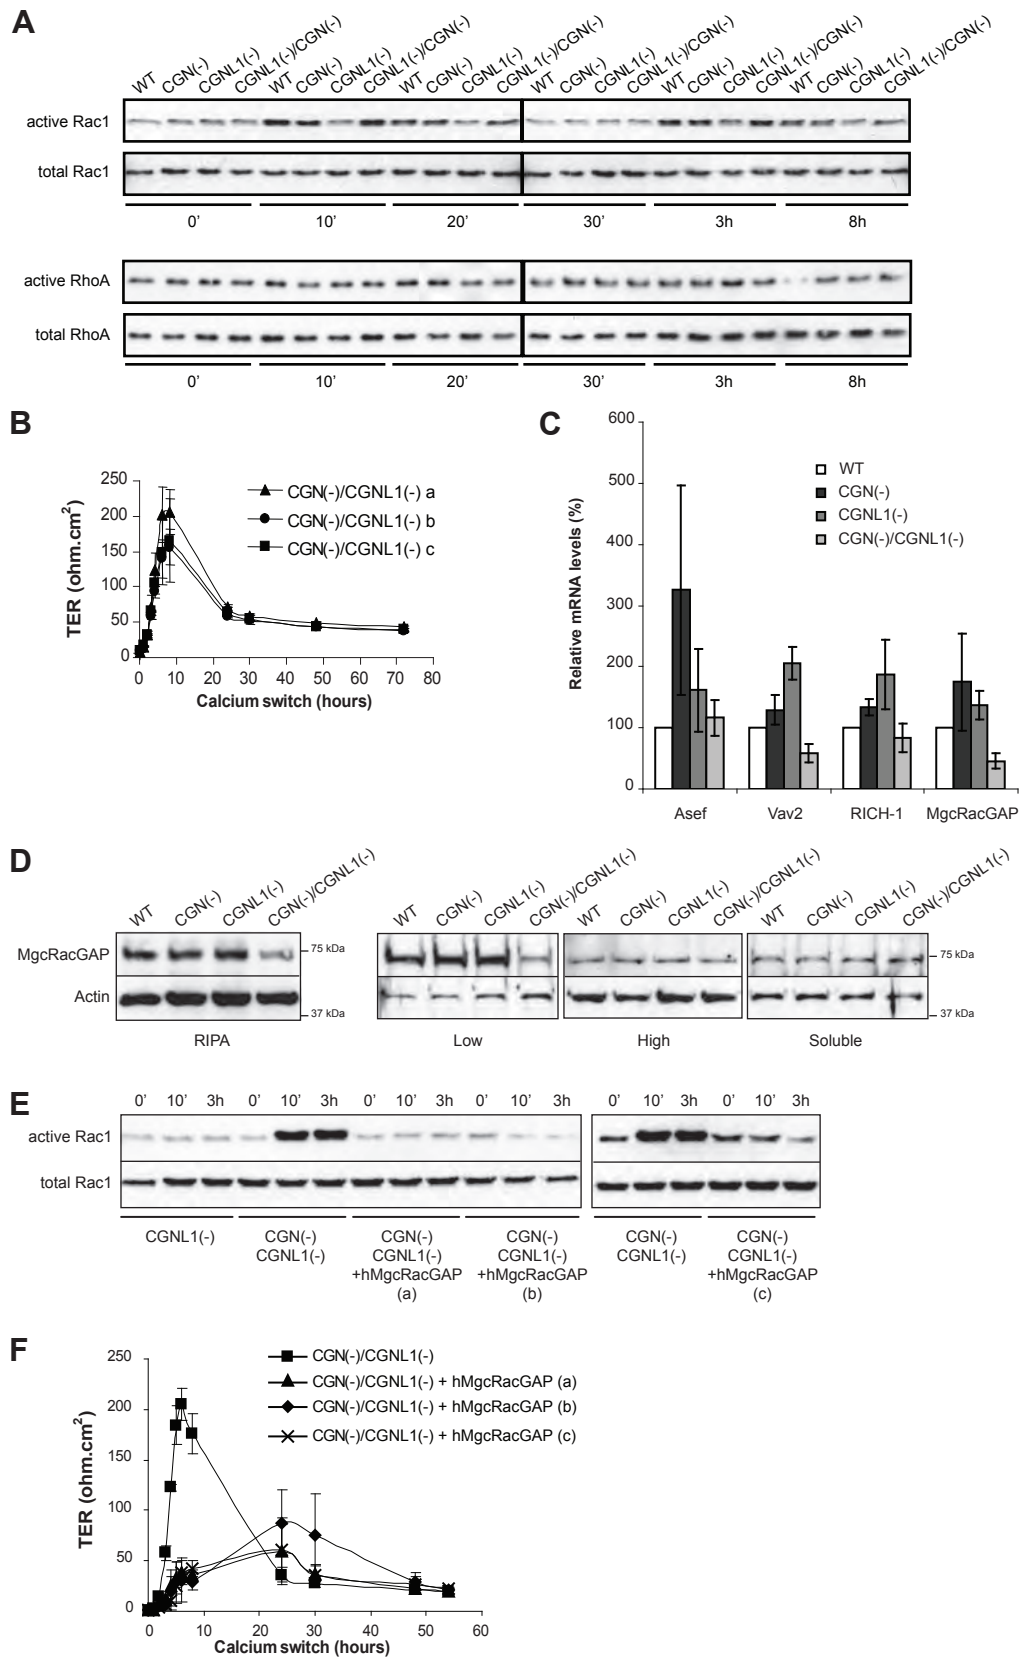 A
WT CGN(-) CGNL1(-) CGNL1(-)/CGN(-) WT CGN(-) CGNL1(-) CGNL1(-)/CGN(-) WT CGN(-) CGNL1(-) CGNL1(-)/CGN(-) WT CGN(-) CGNL1(-) CGNL1(-)/CGN(-) WT CGN(-) CGNL1(-) CGNL1(-)/CGN(-) WT CGN(-) CGNL1(-) CGNL1(-)/CGN(-)
active Rac1
total Rac1
0' 10' 20' 30' 3h 8h
active RhoA
total RhoA
0' 10' 20' 30' 3h 8h
B
TER (ohm.cm²)
250
200
150
100
50
0
0 10 20 30 40 50 60 70 80
Calcium switch (hours)
CGN(-)/CGNL1(-) a
CGN(-)/CGNL1(-) b
CGN(-)/CGNL1(-) c
C
Relative mRNA levels (%)
600
500
400
300
200
100
0
WT
CGN(-)
CGNL1(-)
CGN(-)/CGNL1(-)
Asef Vav2 RICH-1 MgcRacGAP
D
WT CGN(-) CGNL1(-) CGN(-)/CGNL1(-) WT CGN(-) CGNL1(-) CGN(-)/CGNL1(-) WT CGN(-) CGNL1(-) CGN(-)/CGNL1(-) WT CGN(-) CGNL1(-) CGN(-)/CGNL1(-)
MgcRacGAP 75 kDa 75 kDa
Actin
37 kDa 37 kDa
RIPA Low High Soluble
E
0' 10' 3h 0' 10' 3h 0' 10' 3h 0' 10' 3h 0' 10' 3h 0' 10' 3h
active Rac1
total Rac1
CGNL1(-)
CGN(-)
CGNL1(-)
CGN(-)
CGNL1(-)
+hMgcRacGAP
(a)
CGN(-)
CGNL1(-)
+hMgcRacGAP
(b)
CGN(-)
CGNL1(-)
CGN(-)
CGNL1(-)
+hMgcRacGAP
(c)
F
TER (ohm.cm²)
250
200
150
100
50
0
0 10 20 30 40 50 60
Calcium switch (hours)
CGN(-)/CGNL1(-)
CGN(-)/CGNL1(-) + hMgcRacGAP (a)
CGN(-)/CGNL1(-) + hMgcRacGAP (b)
CGN(-)/CGNL1(-) + hMgcRacGAP (c)